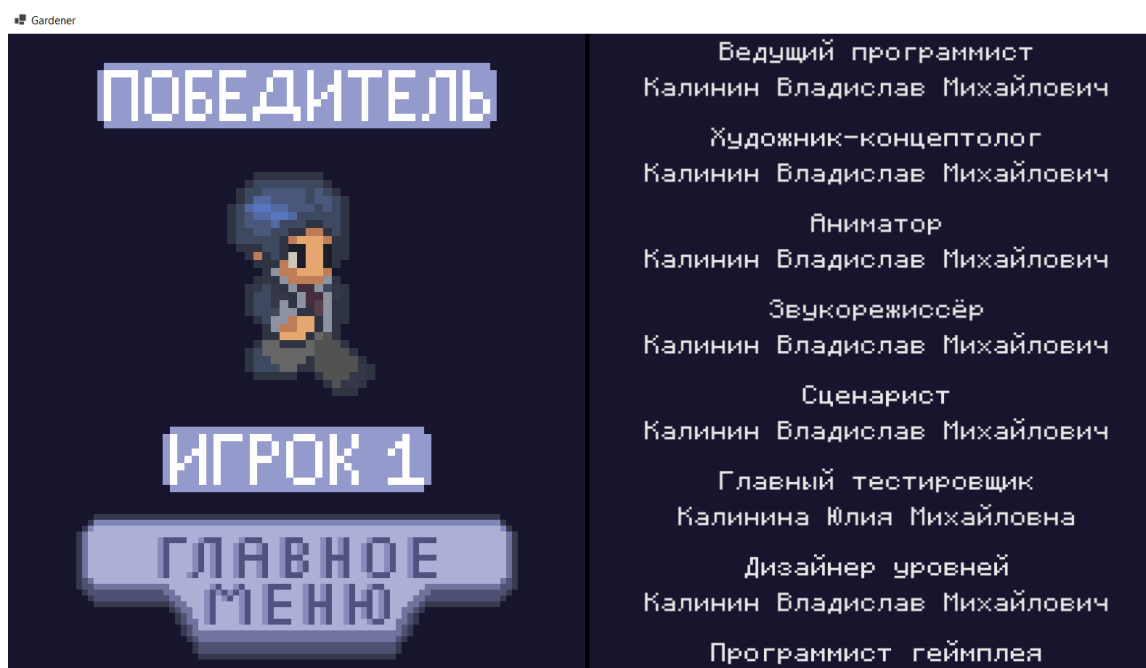 Gardener
ПОБЕДИТЕЛЬ
ИГРОК 1
ГЛАВНОЕ
МЕНЮ
Ведущий программист
Калинин Владислав Михайлович
Художник-концептолог
Калинин Владислав Михайлович
Аниматор
Калинин Владислав Михайлович
Звукорежиссёр
Калинин Владислав Михайлович
Сценарист
Калинин Владислав Михайлович
Главный тестировщик
Калинина Юлия Михайловна
Дизайнер уровней
Калинин Владислав Михайлович
Программист геймплея